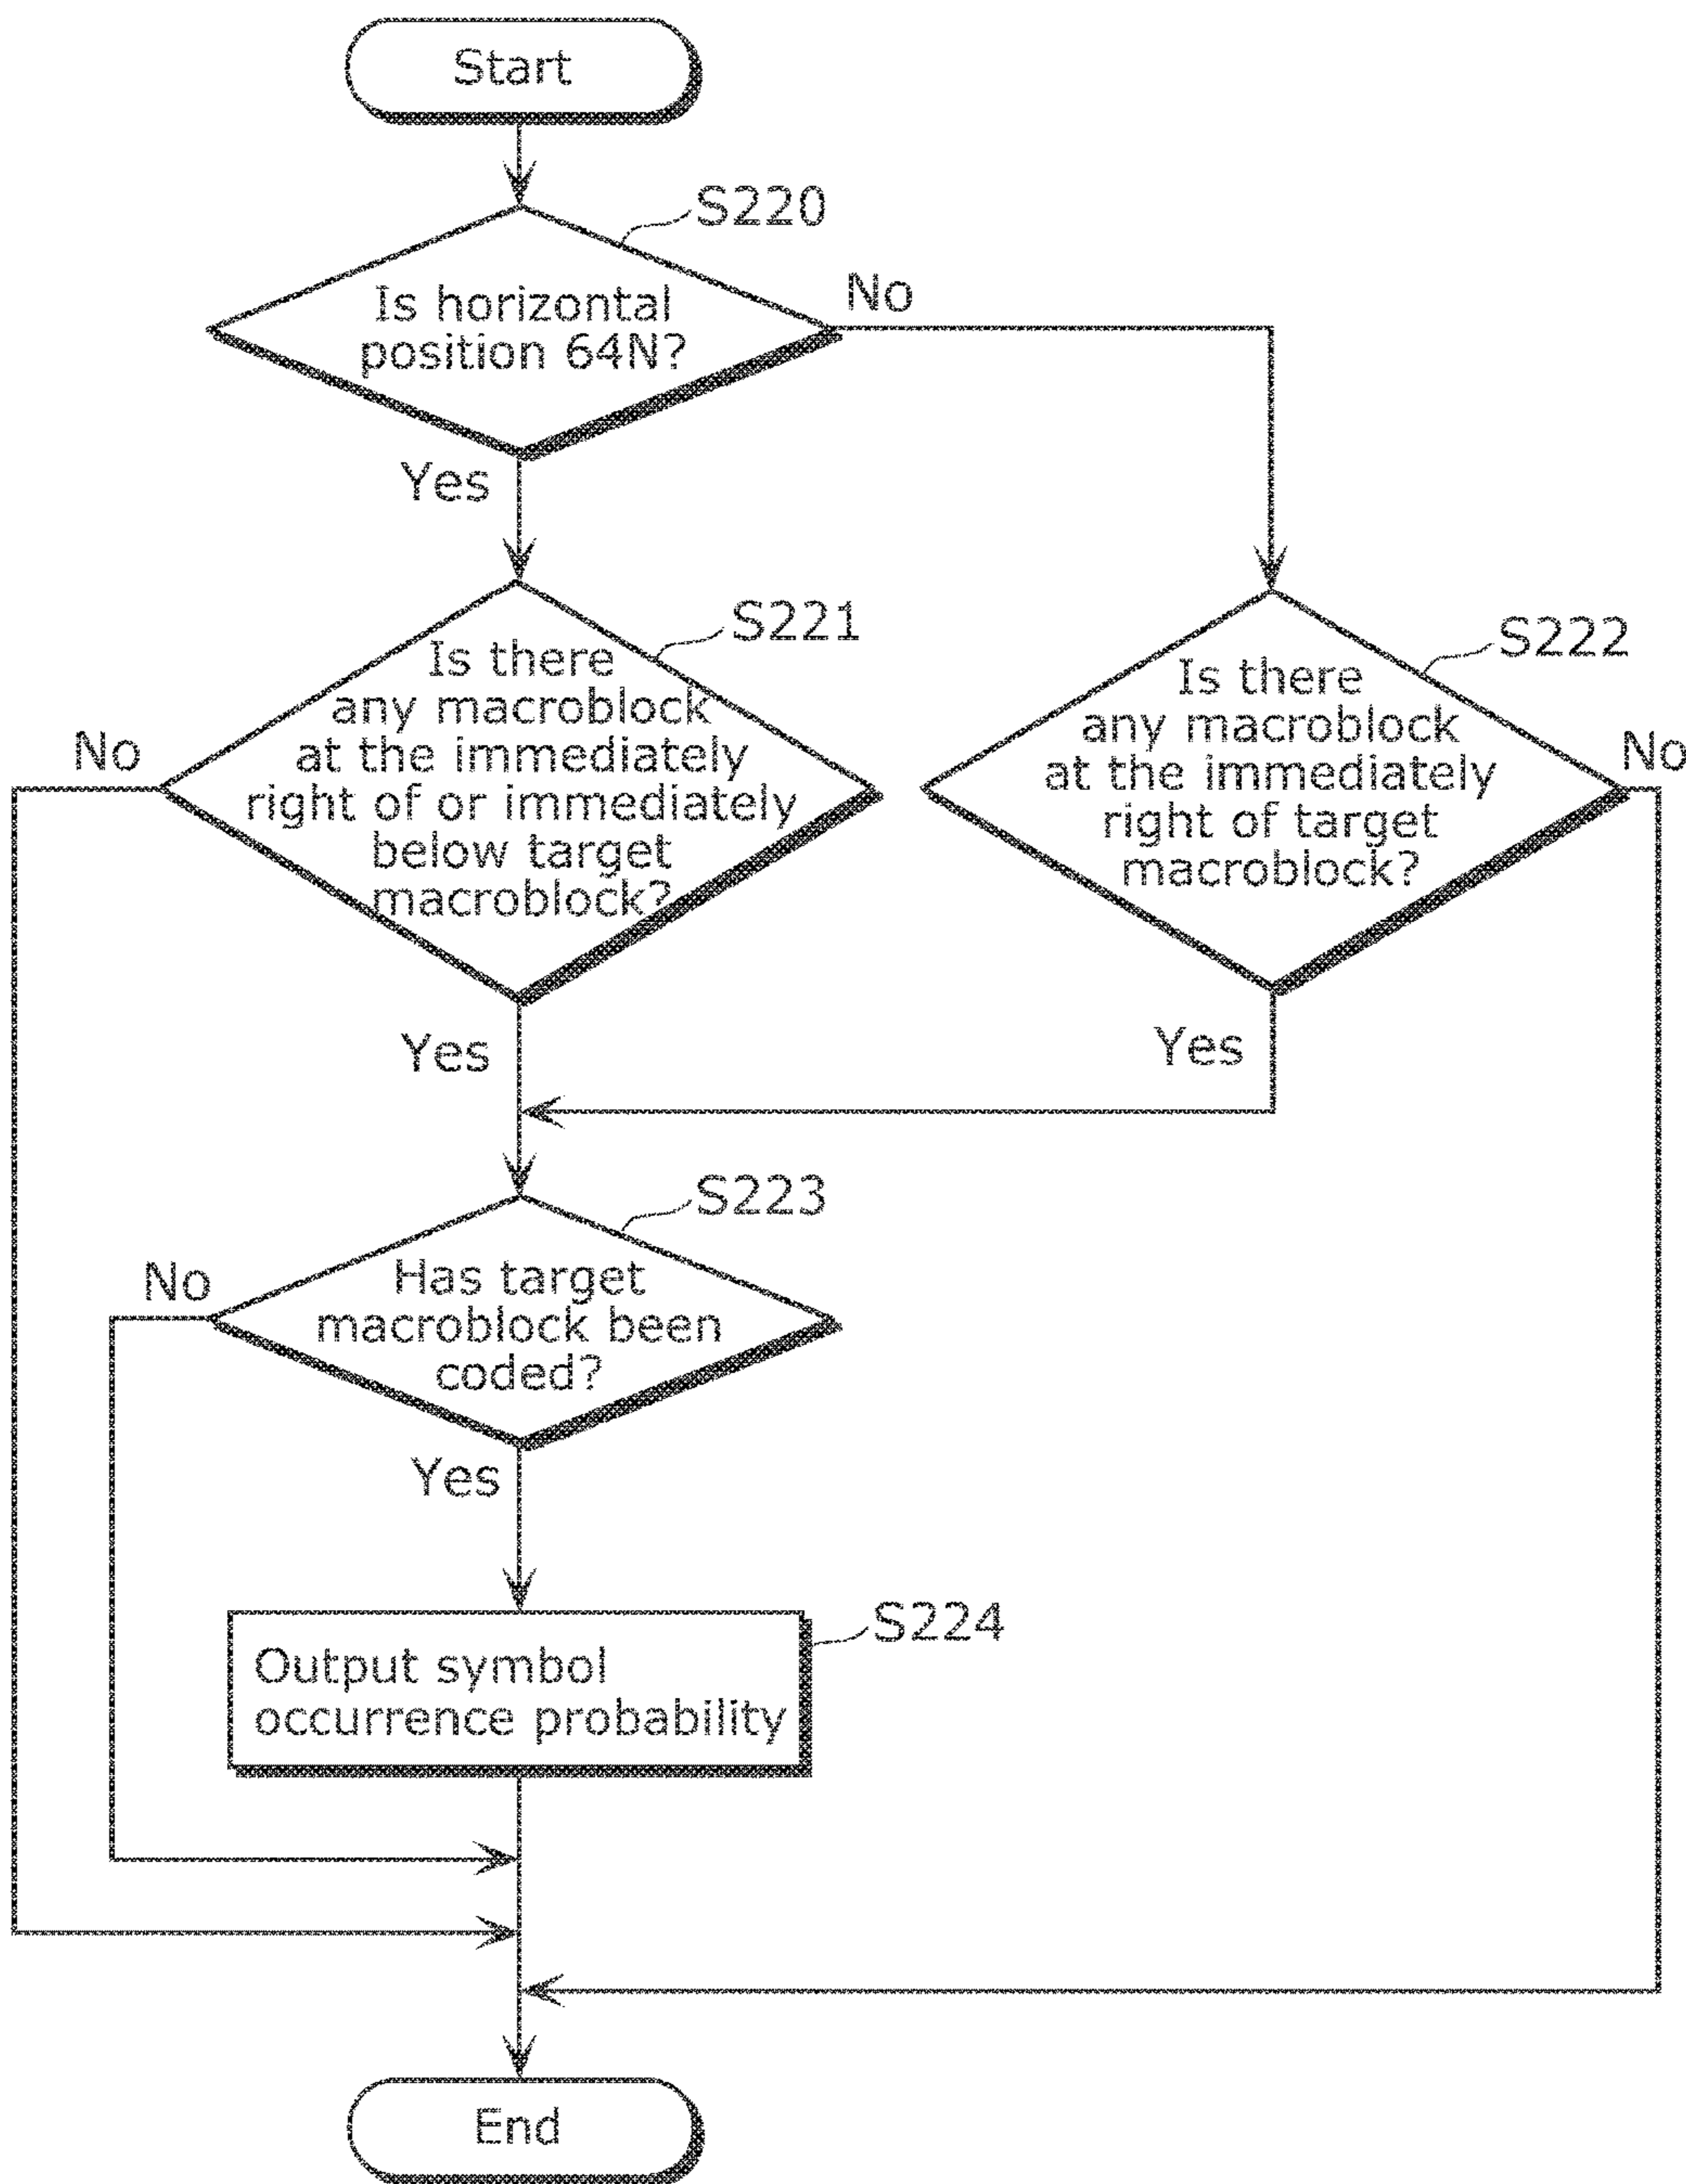 Start
S220
Is horizontal
position 64N?
No
Yes
S221
Is there
any macroblock
at the immediately
right of or immediately
below target
macroblock?
No
Yes
S222
Is there
any macroblock
at the immediately
right of target
macroblock?
No
Yes
S223
Has target
macroblock been
coded?
No
Yes
S224
Output symbol
occurrence probability
End